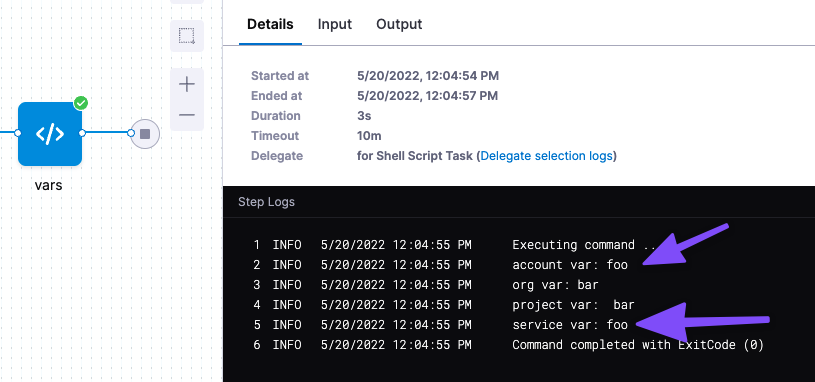 Details Input Output
Started at 5/20/2022, 12:04:54 PM
Ended at 5/20/2022, 12:04:57 PM
Duration 3s
Timeout 10m
Delegate for Shell Script Task (Delegate selection logs)
vars
Step Logs
1 INFO 5/20/2022 12:04:55 PM Executing command ..
2 INFO 5/20/2022 12:04:55 PM account var: foo
3 INFO 5/20/2022 12:04:55 PM org var: bar
4 INFO 5/20/2022 12:04:55 PM project var:  bar
5 INFO 5/20/2022 12:04:55 PM service var: foo
6 INFO 5/20/2022 12:04:55 PM Command completed with ExitCode (0)